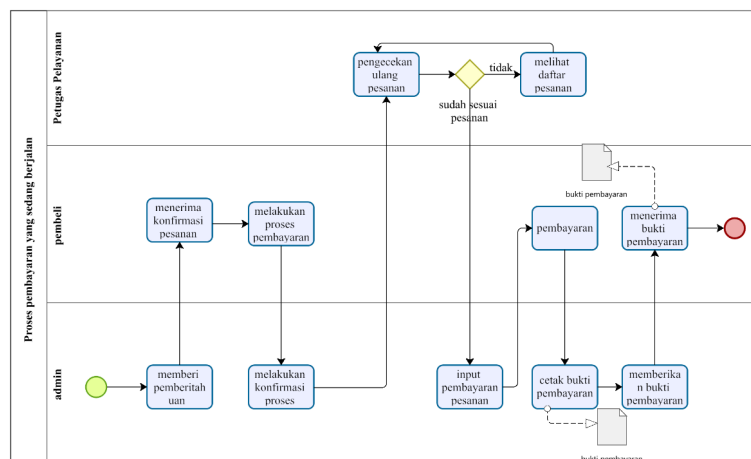 Proses pembayaran yang sedang berjalan
Petugas Pelayanan
pengecekan
ulang
pesanan
tidak
melihat
daftar
pesanan
sudah sesuai
pesanan
pembeli
menerima
konfirmasi
pesanan
melakukan
proses
pembayaran
pembayaran
bukti pembayaran
menerima
bukti
pembayaran
admin
memberi
pemberitah
uan
melakukan
konfirmasi
proses
input
pembayaran
pesanan
cetak bukti
pembayaran
memberika
n bukti
pembayaran
bukti pembayaran